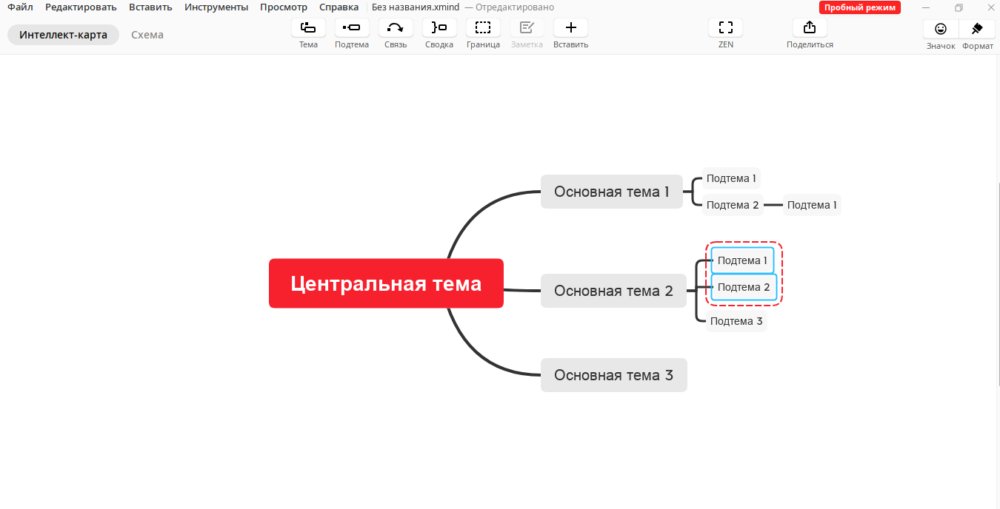 Файл Редактировать Вставить Инструменты Просмотр Справка Без названия.xmind — Отредактировано Пробный режим
Интеллект-карта Схема
Тема Подтема Связь Сводка Граница Заметка Вставить ZEN Поделиться Значок Формат
Центральная тема
Основная тема 1
Подтема 1
Подтема 2
Подтема 1
Основная тема 2
Подтема 1
Подтема 2
Подтема 3
Основная тема 3